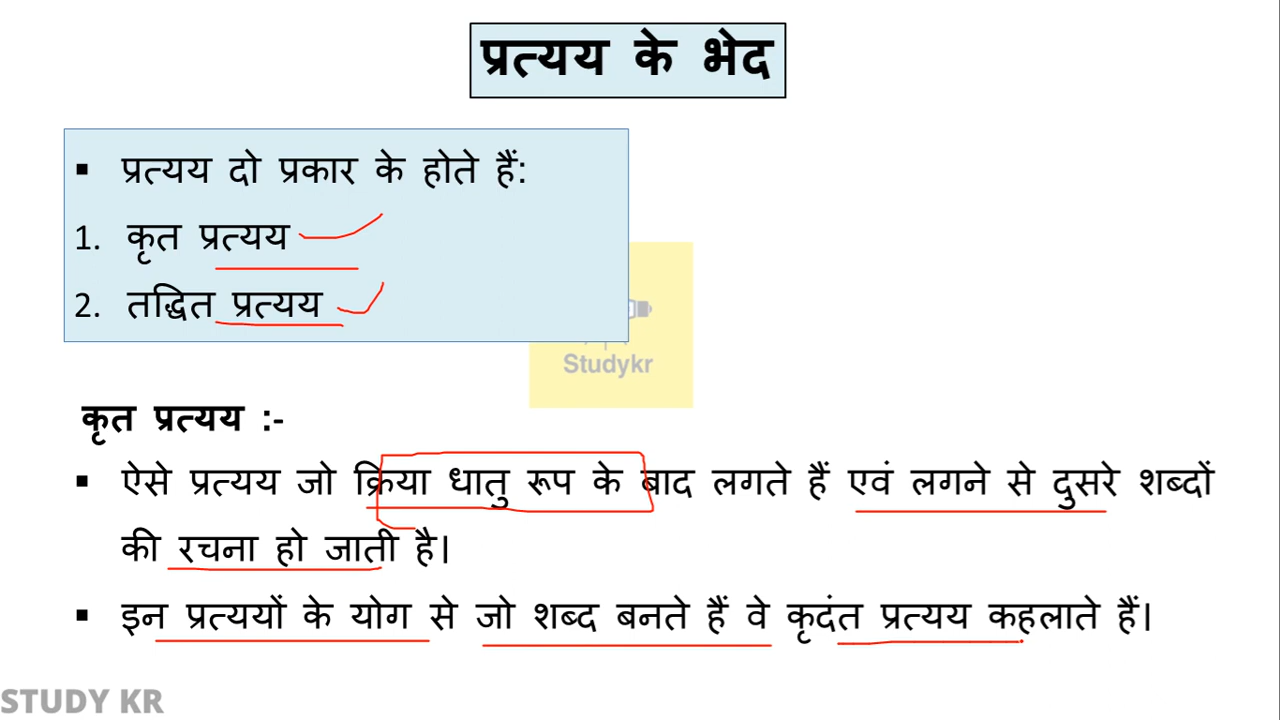 प्रत्यय के भेद
▪ प्रत्यय दो प्रकार के होते हैं:
1. कृत प्रत्यय
2. तद्धित प्रत्यय
Studykr
कृत प्रत्यय :-
▪ ऐसे प्रत्यय जो क्रिया धातु रूप के बाद लगते हैं एवं लगने से दुसरे शब्दों
की रचना हो जाती है।
▪ इन प्रत्ययों के योग से जो शब्द बनते हैं वे कृदंत प्रत्यय कहलाते हैं।
STUDY KR